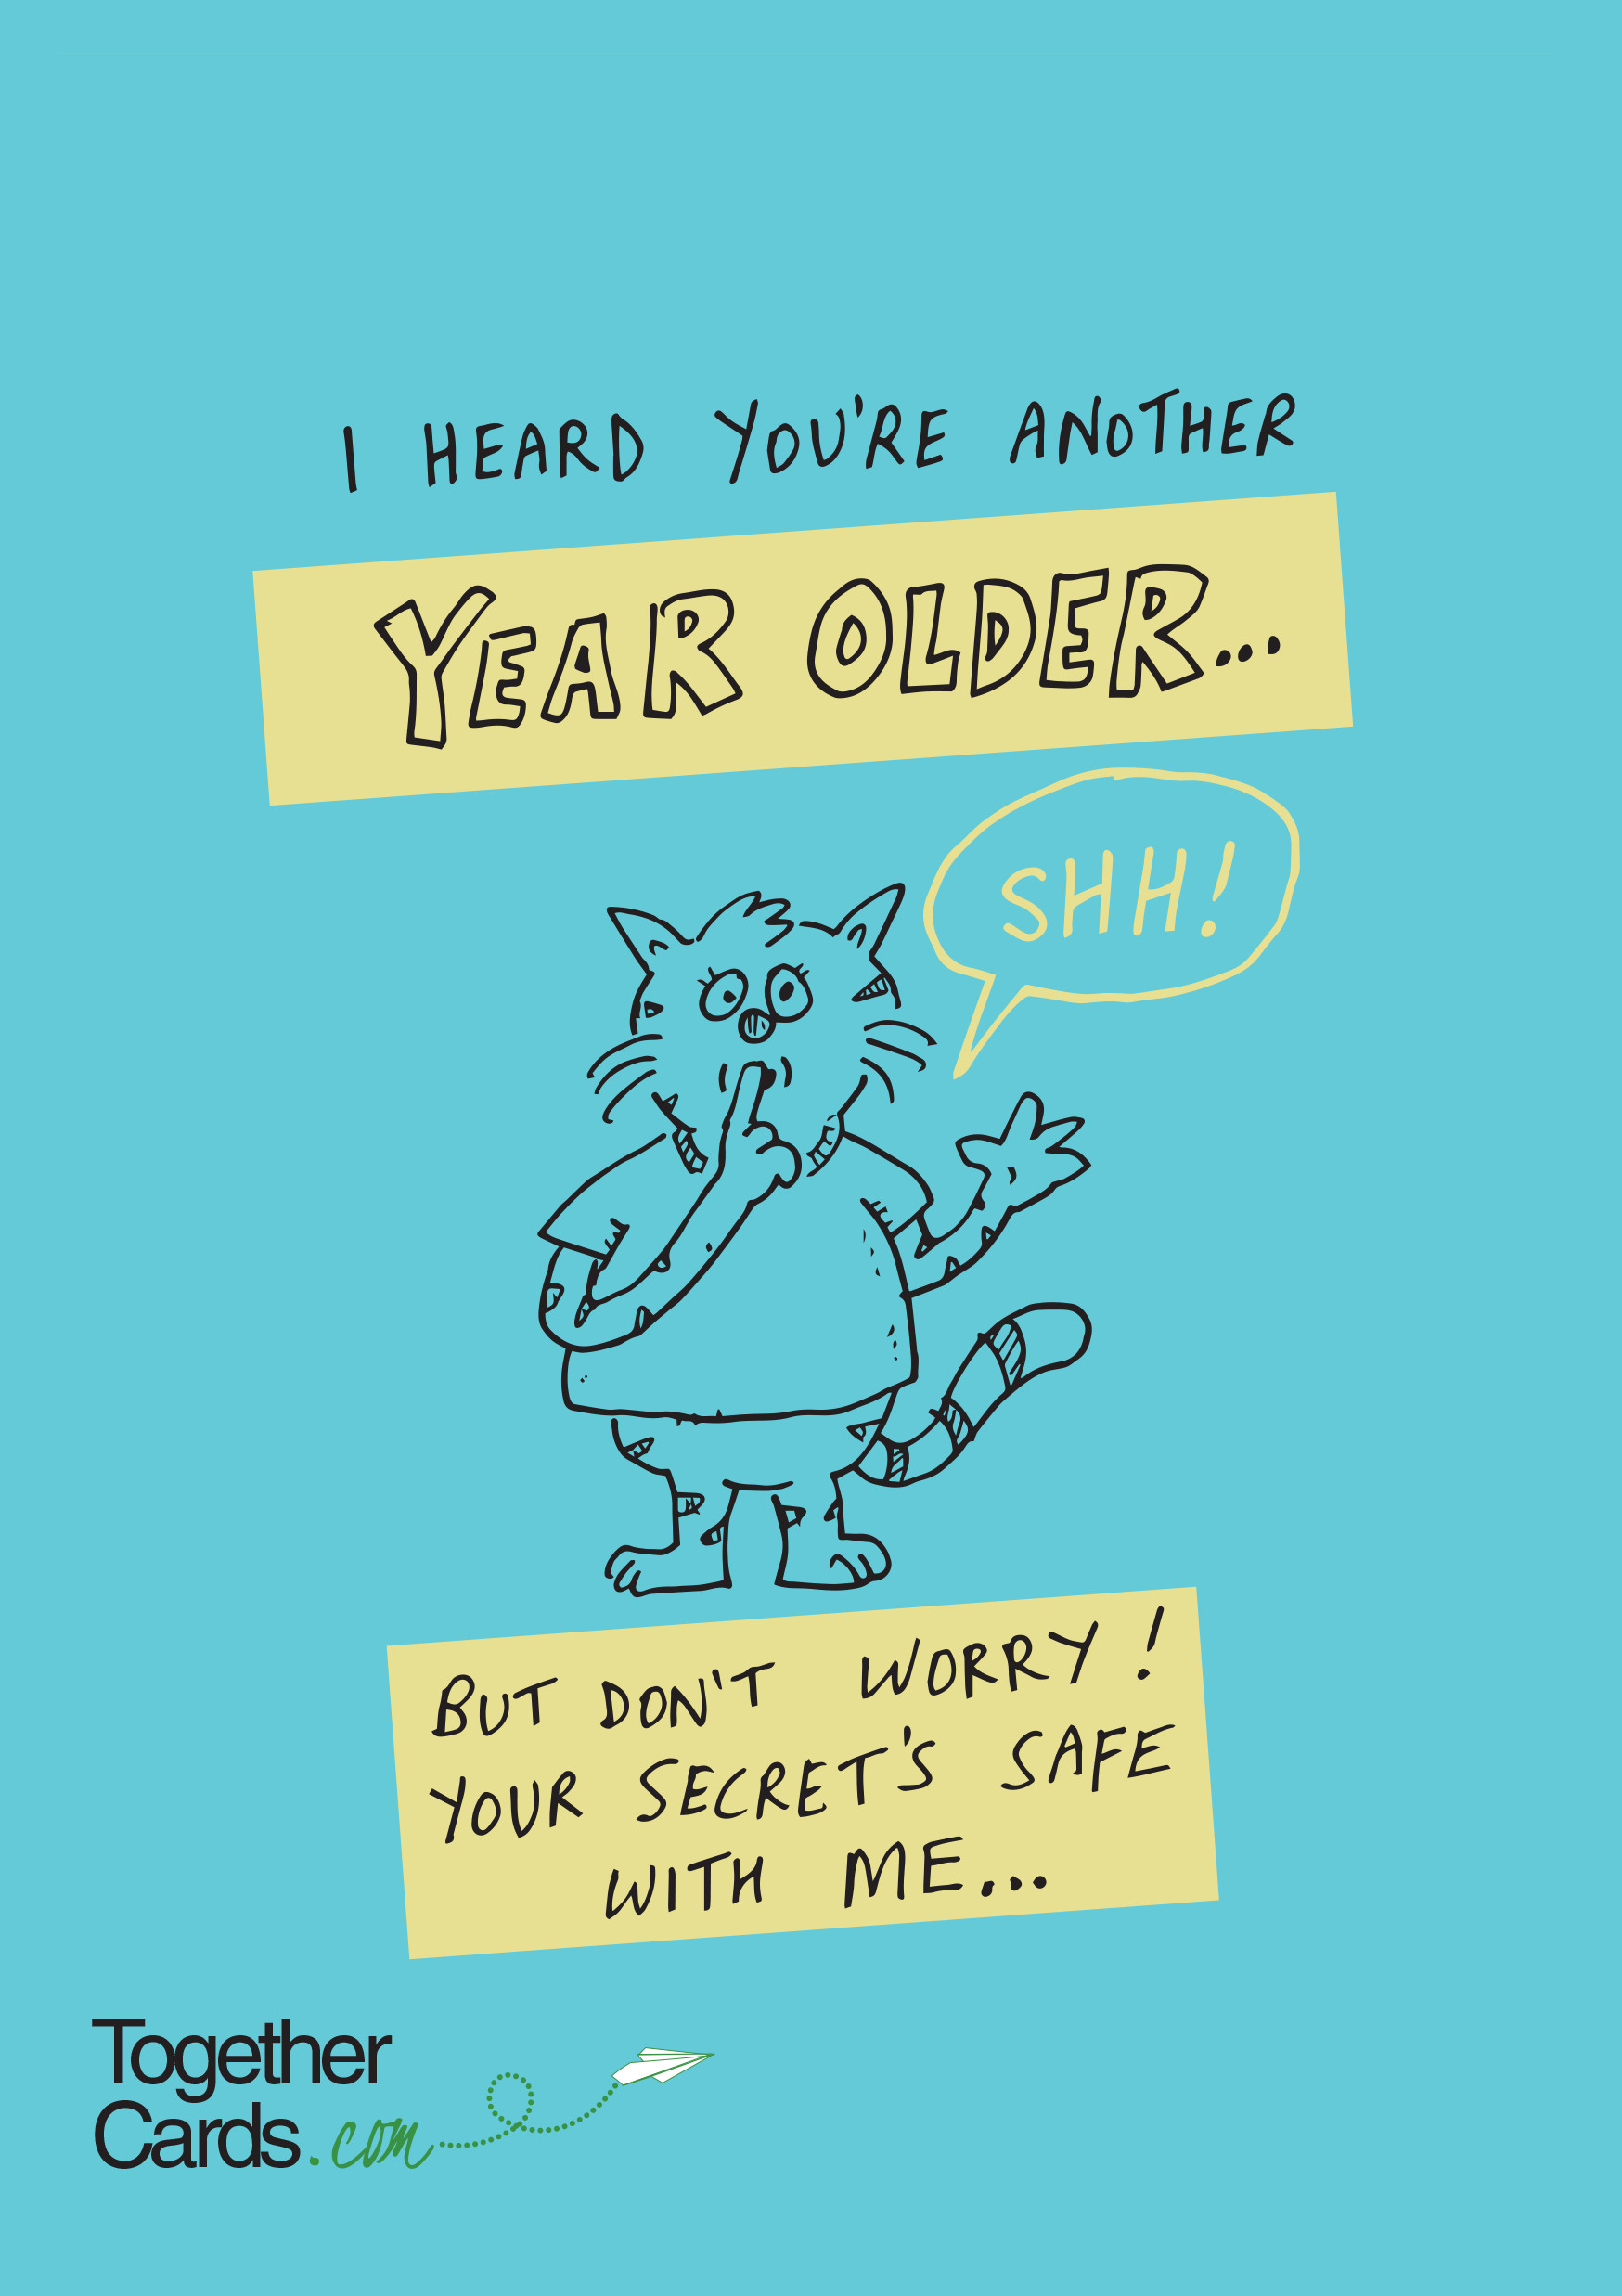 I HEARD YOU'RE ANOTHER
YEAR OLDER...
SHH!
BUT DON'T WORRY!
YOUR SECRET'S SAFE
WITH ME...
Together
Cards.com